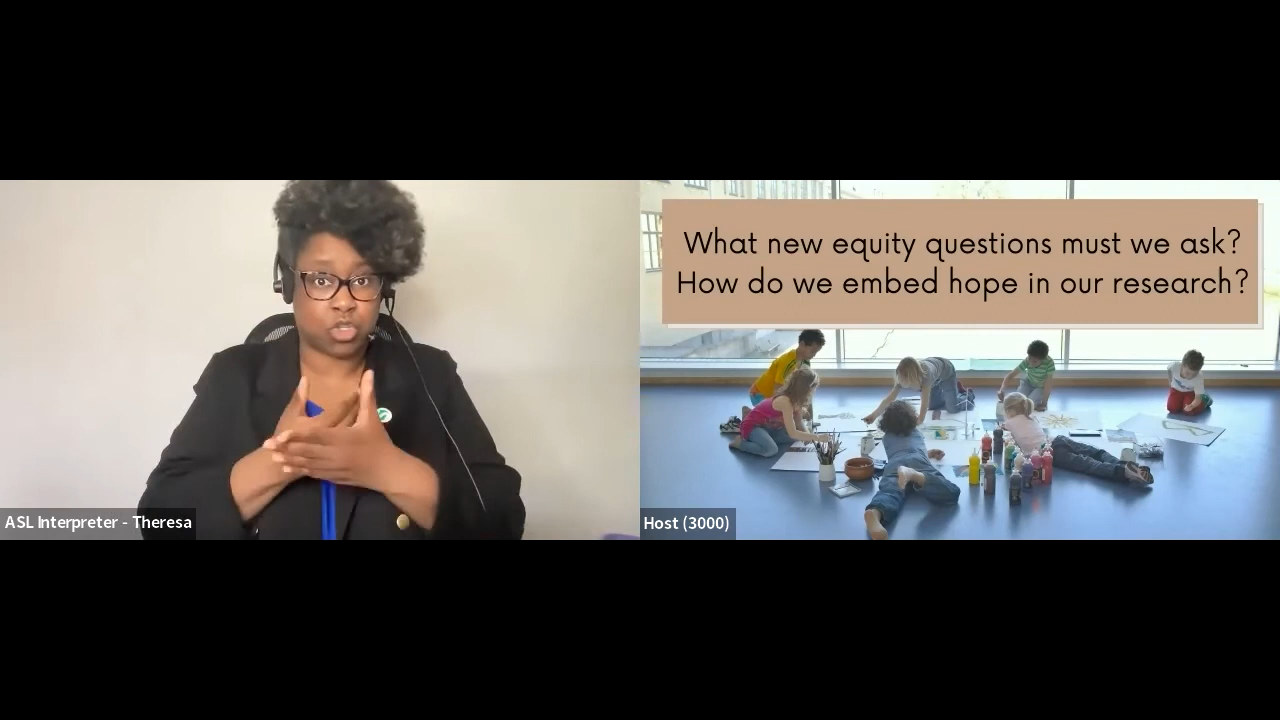 What new equity questions must we ask?
How do we embed hope in our research?
ASL Interpreter - Theresa
Host (3000)